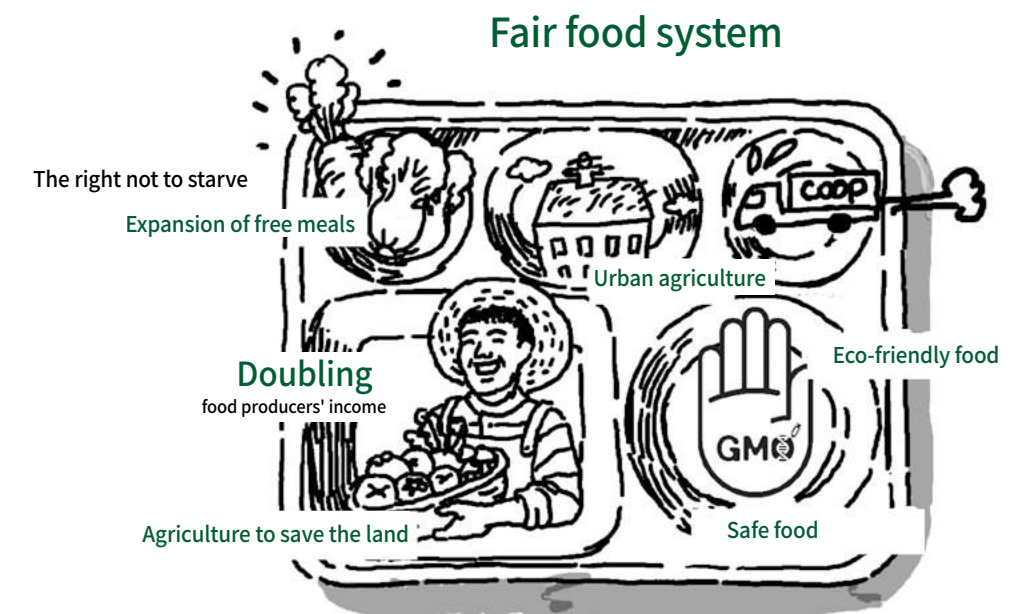 Fair food system
The right not to starve
Expansion of free meals
COOP
Urban agriculture
Eco-friendly food
Doubling
food producers' income
GMO
Agriculture to save the land
Safe food